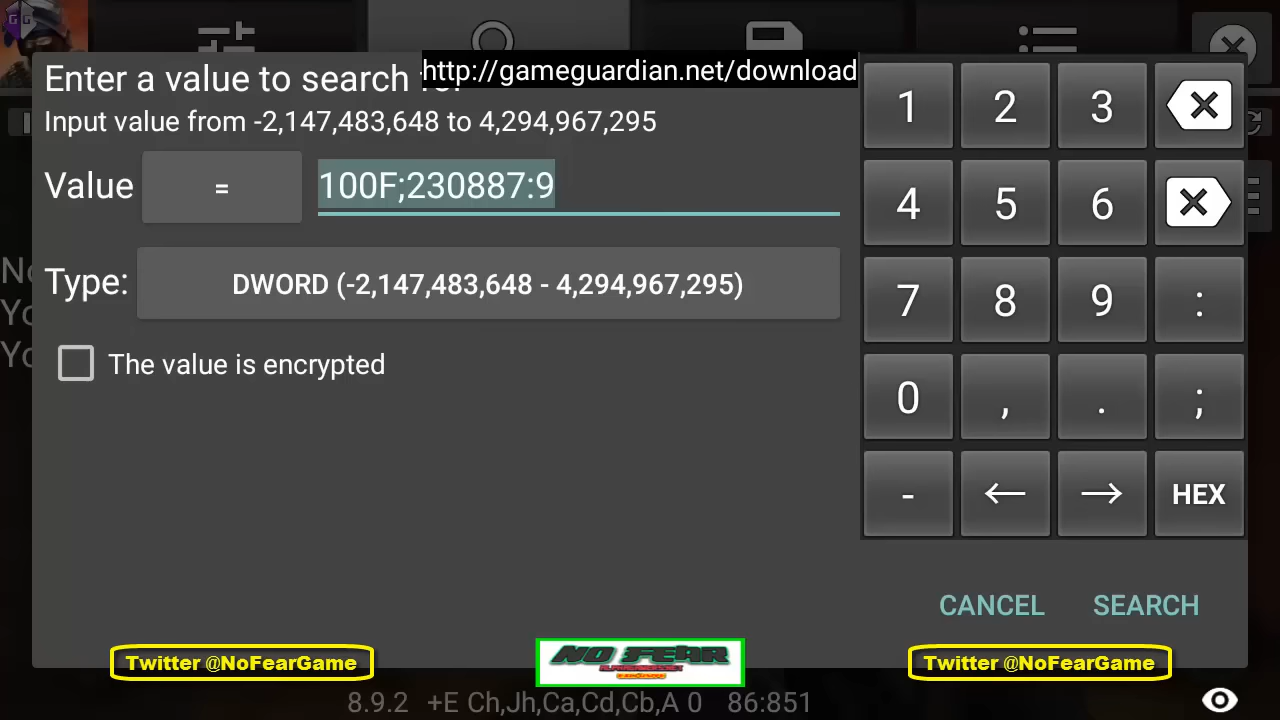 GG
http://gameguardian.net/download
Enter a value to search for
Input value from -2,147,483,648 to 4,294,967,295
Value = 100F;230887:9
Type: DWORD (-2,147,483,648 - 4,294,967,295)
The value is encrypted
1 2 3
4 5 6
7 8 9 :
0 , . ;
- ← → HEX
CANCEL SEARCH
Twitter @NoFearGame
NO FEAR
Twitter @NoFearGame
8.9.2 +E Ch,Jh,Ca,Cd,Cb,A 0 86:851